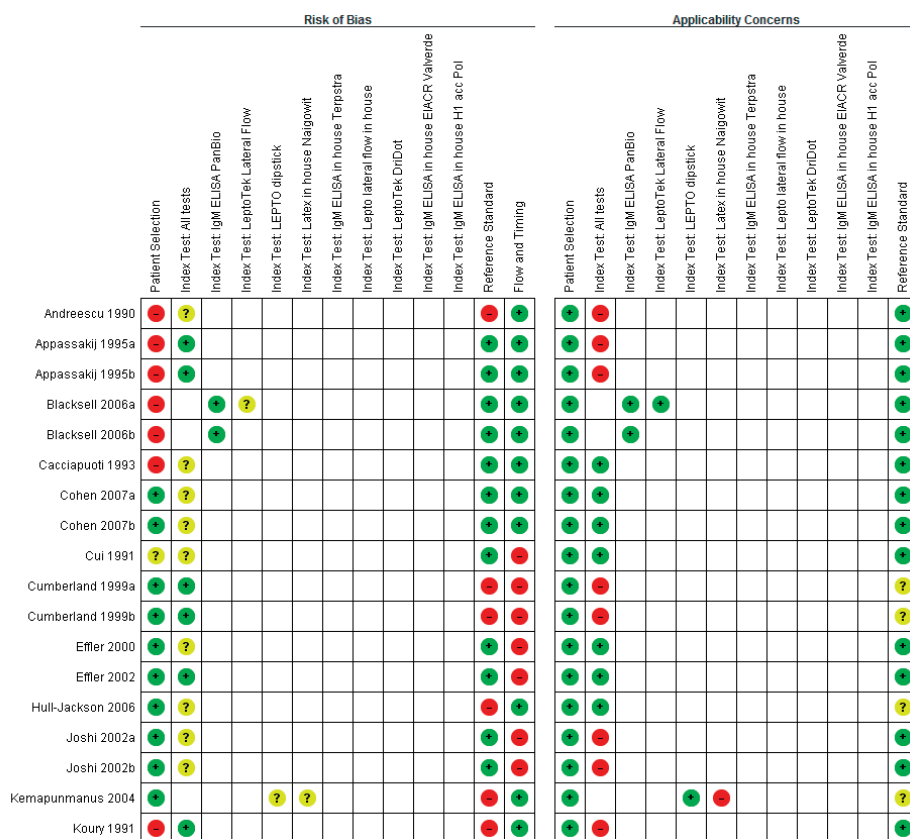 Risk of Bias
Applicability Concerns
Patient Selection
Index Test: All tests
Index Test: IgM ELISA PanBio
Index Test: LeptoTek Lateral Flow
Index Test: LEPTO dipstick
Index Test: Latex in house Naigowit
Index Test: IgM ELISA in house Terpstra
Index Test: Lepto lateral flow in house
Index Test: LeptoTek DriDot
Index Test: IgM ELISA in house EIACR Valverde
Index Test: IgM ELISA in house H1 acc Pol
Reference Standard
Flow and Timing
Patient Selection
Index Test: All tests
Index Test: IgM ELISA PanBio
Index Test: LeptoTek Lateral Flow
Index Test: LEPTO dipstick
Index Test: Latex in house Naigowit
Index Test: IgM ELISA in house Terpstra
Index Test: Lepto lateral flow in house
Index Test: LeptoTek DriDot
Index Test: IgM ELISA in house EIACR Valverde
Index Test: IgM ELISA in house H1 acc Pol
Reference Standard
Andreescu 1990 - ? - + + - +
Appassakij 1995a - + + + + - +
Appassakij 1995b - + + + + - +
Blacksell 2006a - + ? + + + + + +
Blacksell 2006b - + + + + + +
Cacciapuoti 1993 - ? + + + + +
Cohen 2007a + ? + + + + +
Cohen 2007b + ? + + + + +
Cui 1991 ? ? + - + + +
Cumberland 1999a + + - - + - ?
Cumberland 1999b + + - - + - ?
Effler 2000 + ? + - + + +
Effler 2002 + + + - + + +
Hull-Jackson 2006 + ? - + + + ?
Joshi 2002a + ? + - + - +
Joshi 2002b + ? + - + - +
Kemapunmanus 2004 + ? ? - + + + - ?
Koury 1991 - + - + + - +